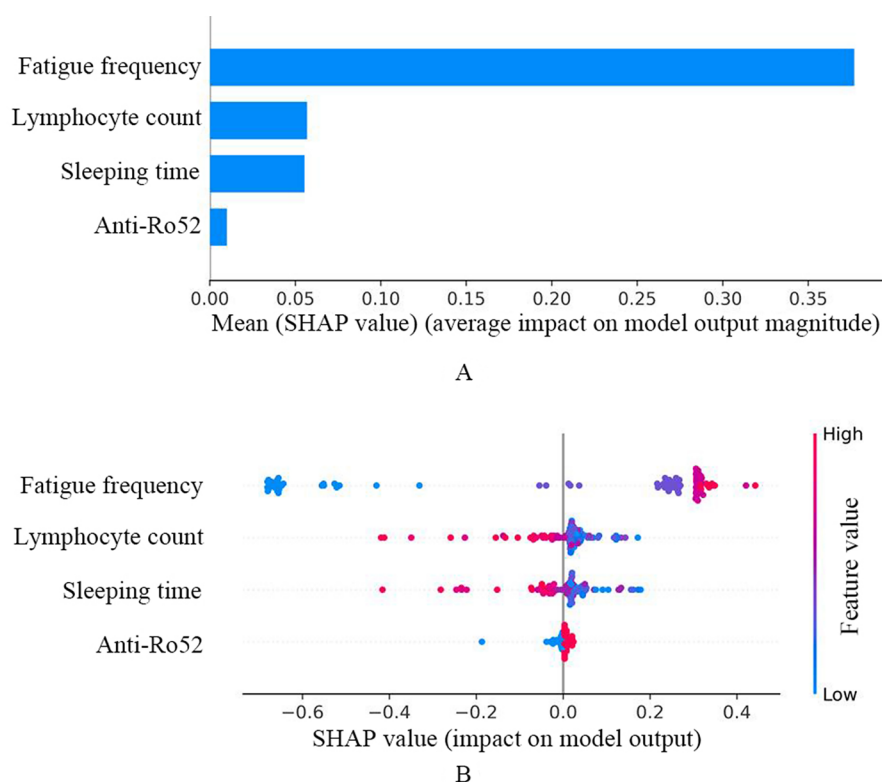 Fatigue frequency
Lymphocyte count
Sleeping time
Anti-Ro52
0.00 0.05 0.10 0.15 0.20 0.25 0.30 0.35
Mean (SHAP value) (average impact on model output magnitude)
A
High
Fatigue frequency
Lymphocyte count
Sleeping time
Anti-Ro52
Feature value
Low
−0.6 −0.4 −0.2 0.0 0.2 0.4
SHAP value (impact on model output)
B